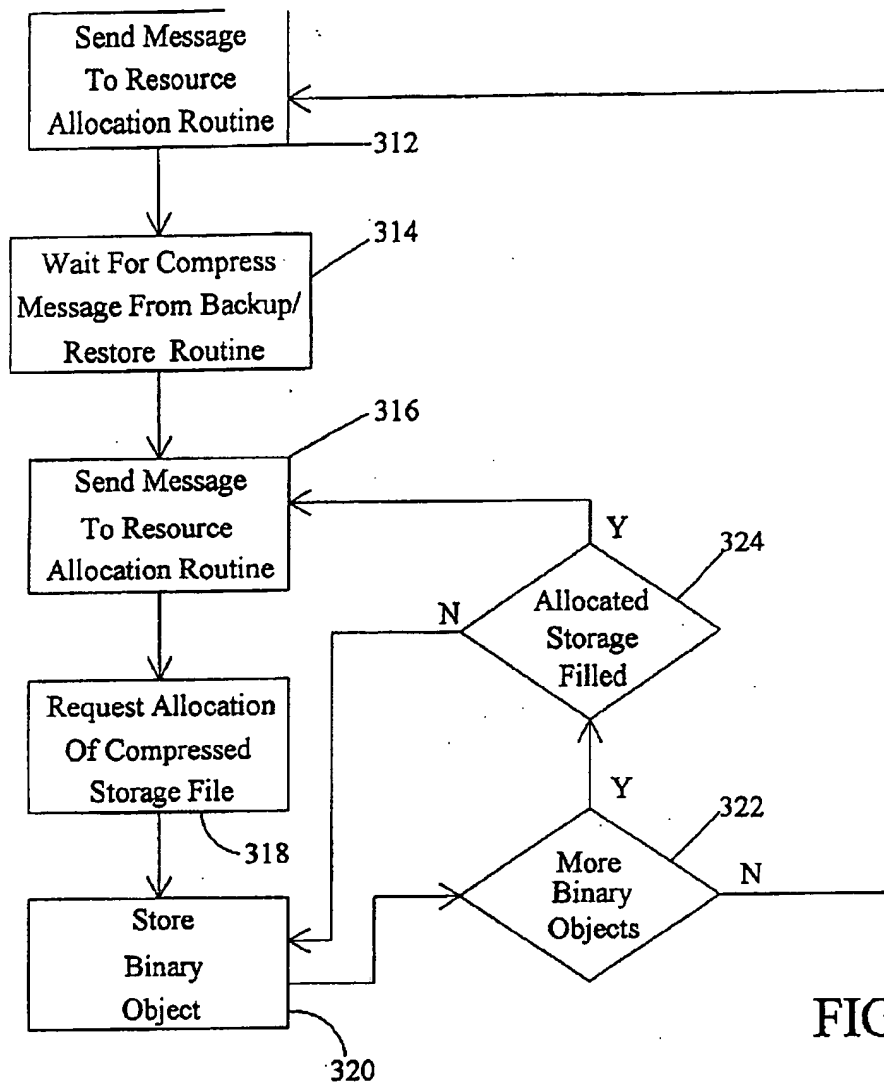 Send Message
To Resource
Allocation Routine
312
314
Wait For Compress
Message From Backup/
Restore Routine
316
Send Message
To Resource
Allocation Routine
Y
324
N
Allocated
Storage
Filled
Request Allocation
Of Compressed
Storage File
318
Y
322
More
Binary
Objects
N
Store
Binary
Object
320
FIG